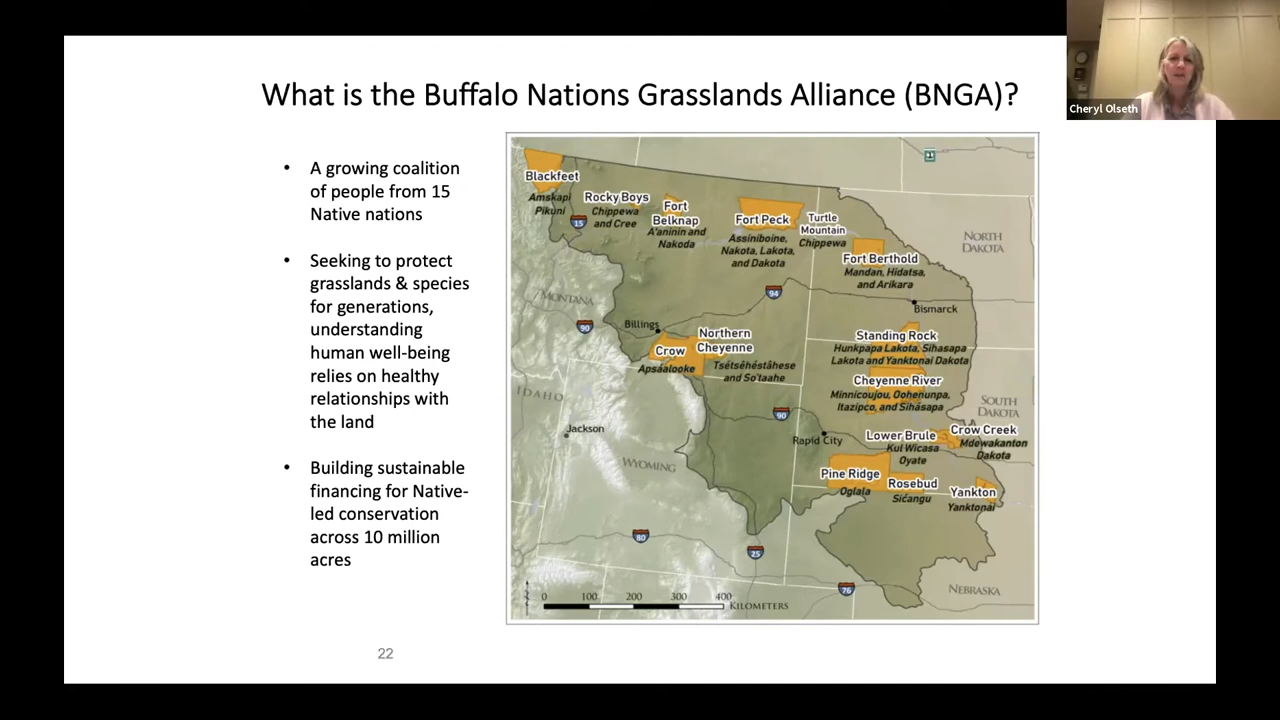 Cheryl Olseth
What is the Buffalo Nations Grasslands Alliance (BNGA)?
• A growing coalition
of people from 15
Native nations
• Seeking to protect
grasslands & species
for generations,
understanding
human well-being
relies on healthy
relationships with
the land
• Building sustainable
financing for Native-
led conservation
across 10 million
acres
Blackfeet
Amskapi
Pikuni
15
Rocky Boys
Chippewa
and Cree
Fort
Belknap
A'aninin and
Nakoda
Fort Peck
Assiniboine,
Nakota, Lakota,
and Dakota
Turtle
Mountain
Chippewa
Fort Berthold
Mandan, Hidatsa,
and Arikara
NORTH
DAKOTA
94
Bismarck
MONTANA
90
Billings
Crow
Apsáalooke
Northern
Cheyenne
Tsétsêhéstâhese
and So'taahe
Standing Rock
Hunkpapa Lakota, Sihasapa
Lakota and Yanktonai Dakota
Cheyenne River
Minnicoujou, Oohenunpa,
Itazipco, and Sihásapa
IDAHO
Jackson
90
Rapid City
SOUTH
DAKOTA
Lower Brule
Kul Wicasa
Oyate
Crow Creek
Mdewakanton
Dakota
WYOMING
Pine Ridge
Oglala
Rosebud
Sićangu
Yankton
Yanktonai
80
25
76
NEBRASKA
0 100 200 300 400
KILOMETERS
22